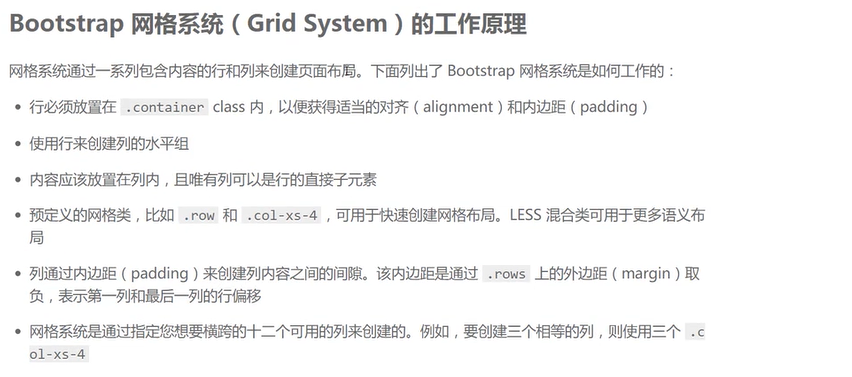 Bootstrap 网格系统（Grid System）的工作原理
网格系统通过一系列包含内容的行和列来创建页面布局。下面列出了 Bootstrap 网格系统是如何工作的：
• 行必须放置在 .container class 内，以便获得适当的对齐（alignment）和内边距（padding）
• 使用行来创建列的水平组
• 内容应该放置在列内，且唯有列可以是行的直接子元素
• 预定义的网格类，比如 .row 和 .col-xs-4 ，可用于快速创建网格布局。LESS 混合类可用于更多语义布
局
• 列通过内边距（padding）来创建列内容之间的间隙。该内边距是通过 .rows 上的外边距（margin）取
负，表示第一列和最后一列的行偏移
• 网格系统是通过指定您想要横跨的十二个可用的列来创建的。例如，要创建三个相等的列，则使用三个 .c
ol-xs-4